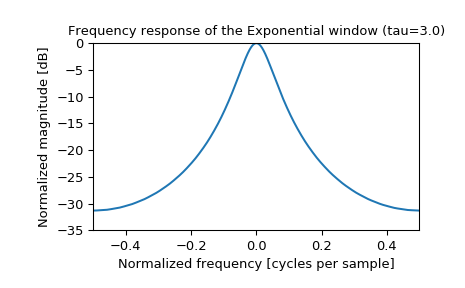 Frequency response of the Exponential window (tau=3.0)
Normalized magnitude [dB]
0
−5
−10
−15
−20
−25
−30
−35
−0.4 −0.2 0.0 0.2 0.4
Normalized frequency [cycles per sample]